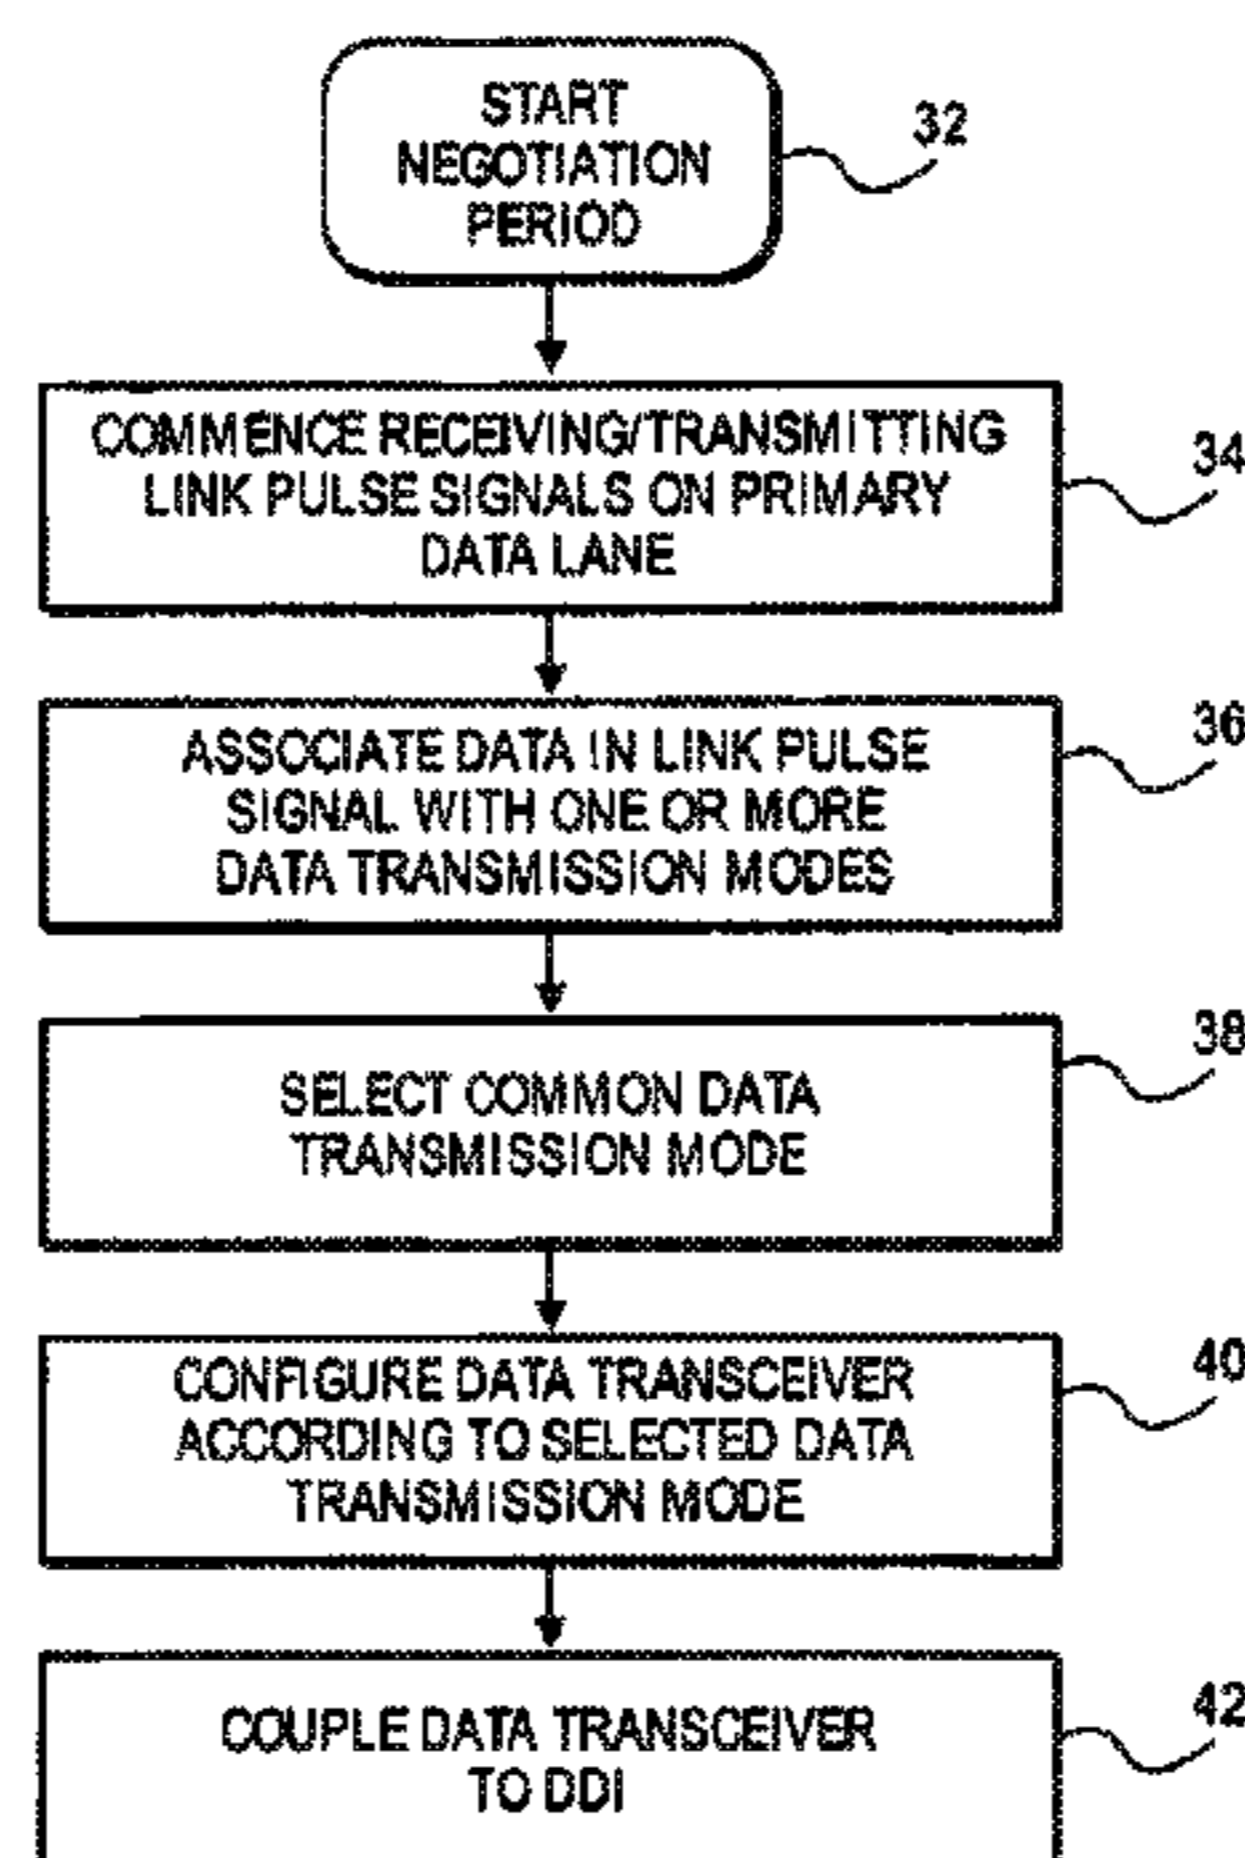 START
NEGOTIATION
PERIOD
32
COMMENCE RECEIVING/TRANSMITTING
LINK PULSE SIGNALS ON PRIMARY
DATA LANE
34
ASSOCIATE DATA IN LINK PULSE
SIGNAL WITH ONE OR MORE
DATA TRANSMISSION MODES
36
SELECT COMMON DATA
TRANSMISSION MODE
38
CONFIGURE DATA TRANSCEIVER
ACCORDING TO SELECTED DATA
TRANSMISSION MODE
40
COUPLE DATA TRANSCEIVER
TO DDI
42